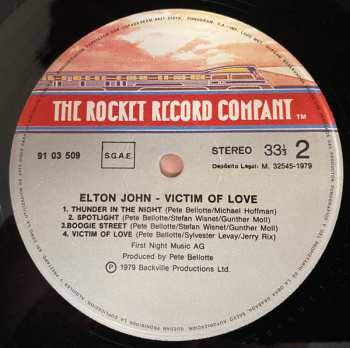 THE ROCKET RECORD COMPANY TM
91 03 509
S.G.A.E.
STEREO 33⅓ 2
Depósito Legal: M. 32545-1979
ELTON JOHN - VICTIM OF LOVE
1. THUNDER IN THE NIGHT (Pete Bellotte/Michael Hoffman)
2. SPOTLIGHT (Pete Bellotte/Stefan Wisnet/Gunther Moll)
3.BOOGIE STREET (Pete Bellotte/Stefan Wisnet/Gunther Moll)
4. VICTIM OF LOVE (Pete Bellotte/Sylvester Levay/Jerry Rix)
First Night Music AG
Produced by Pete Bellotte
Ⓟ 1979 Backville Productions Ltd.